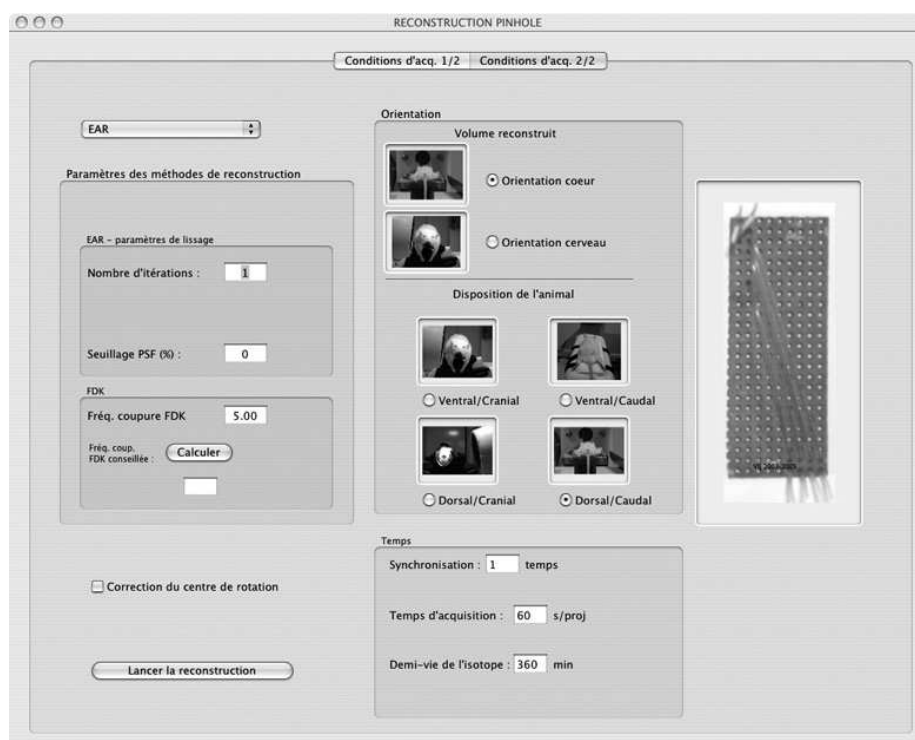 RECONSTRUCTION PINHOLE
Conditions d'acq. 1/2 Conditions d'acq. 2/2
EAR
Paramètres des méthodes de reconstruction
EAR – paramètres de lissage
Nombre d'itérations : 1
Seuillage PSF (%) : 0
FDK
Fréq. coupure FDK 5.00
Fréq. coup.
FDK conseillée : Calculer
Correction du centre de rotation
Lancer la reconstruction
Orientation
Volume reconstruit
Orientation coeur
Orientation cerveau
Disposition de l'animal
Ventral/Cranial Ventral/Caudal
Dorsal/Cranial Dorsal/Caudal
Temps
Synchronisation : 1 temps
Temps d'acquisition : 60 s/proj
Demi-vie de l'isotope : 360 min